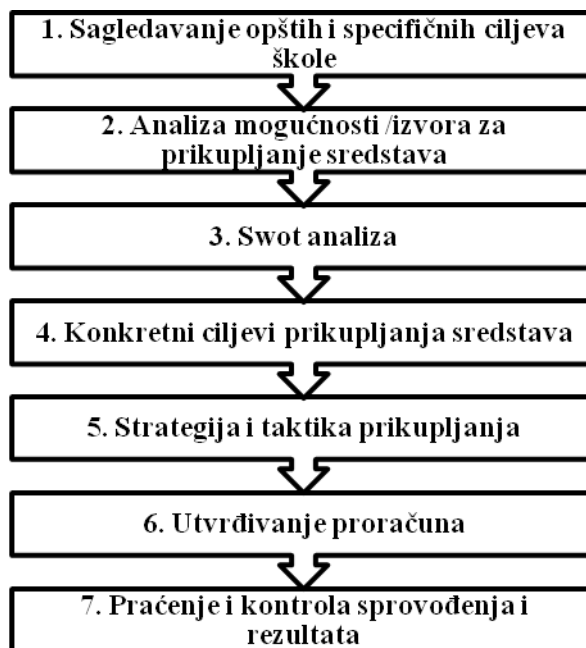 1. Sagledavanje opštih i specifičnih ciljeva
škole
2. Analiza mogućnosti /izvora za
prikupljanje sredstava
3. Swot analiza
4. Konkretni ciljevi prikupljanja sredstava
5. Strategija i taktika prikupljanja
6. Utvrđivanje proračuna
7. Praćenje i kontrola sprovođenja i
rezultata